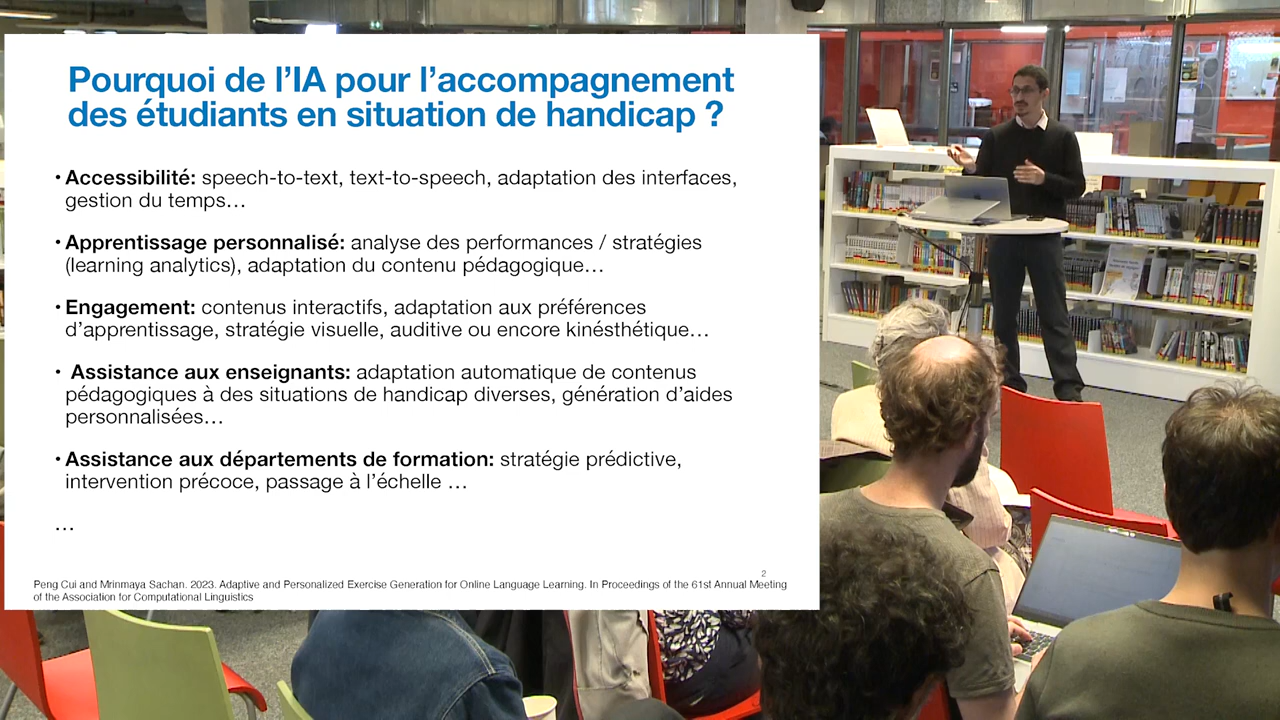 Pourquoi de l'IA pour l'accompagnement
des étudiants en situation de handicap ?
• Accessibilité: speech-to-text, text-to-speech, adaptation des interfaces,
gestion du temps…
• Apprentissage personnalisé: analyse des performances / stratégies
(learning analytics), adaptation du contenu pédagogique…
• Engagement: contenus interactifs, adaptation aux préférences
d'apprentissage, stratégie visuelle, auditive ou encore kinésthétique…
• Assistance aux enseignants: adaptation automatique de contenus
pédagogiques à des situations de handicap diverses, génération d'aides
personnalisées…
• Assistance aux départements de formation: stratégie prédictive,
intervention précoce, passage à l'échelle …
…
2
Peng Cui and Mrinmaya Sachan. 2023. Adaptive and Personalized Exercise Generation for Online Language Learning. In Proceedings of the 61st Annual Meeting
of the Association for Computational Linguistics